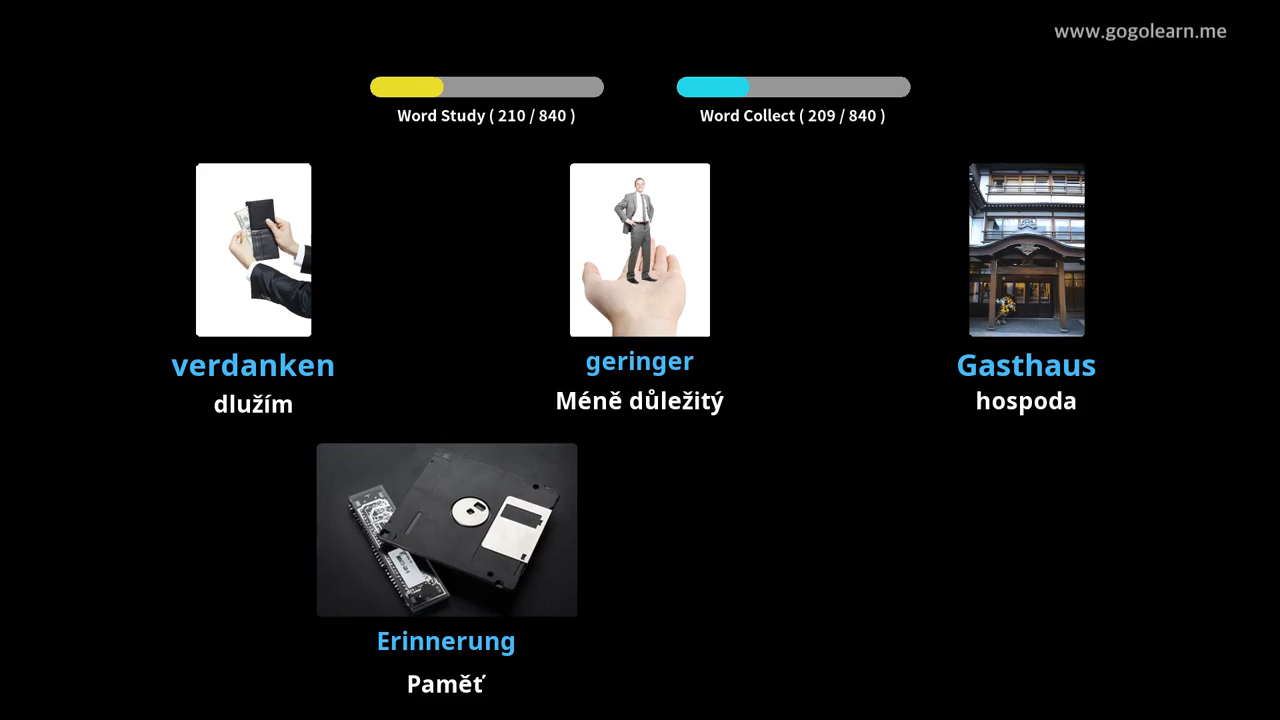 www.gogolearn.me
Word Study ( 210 / 840 )
Word Collect ( 209 / 840 )
verdanken
dlužím
geringer
Méně důležitý
Gasthaus
hospoda
Erinnerung
Paměť